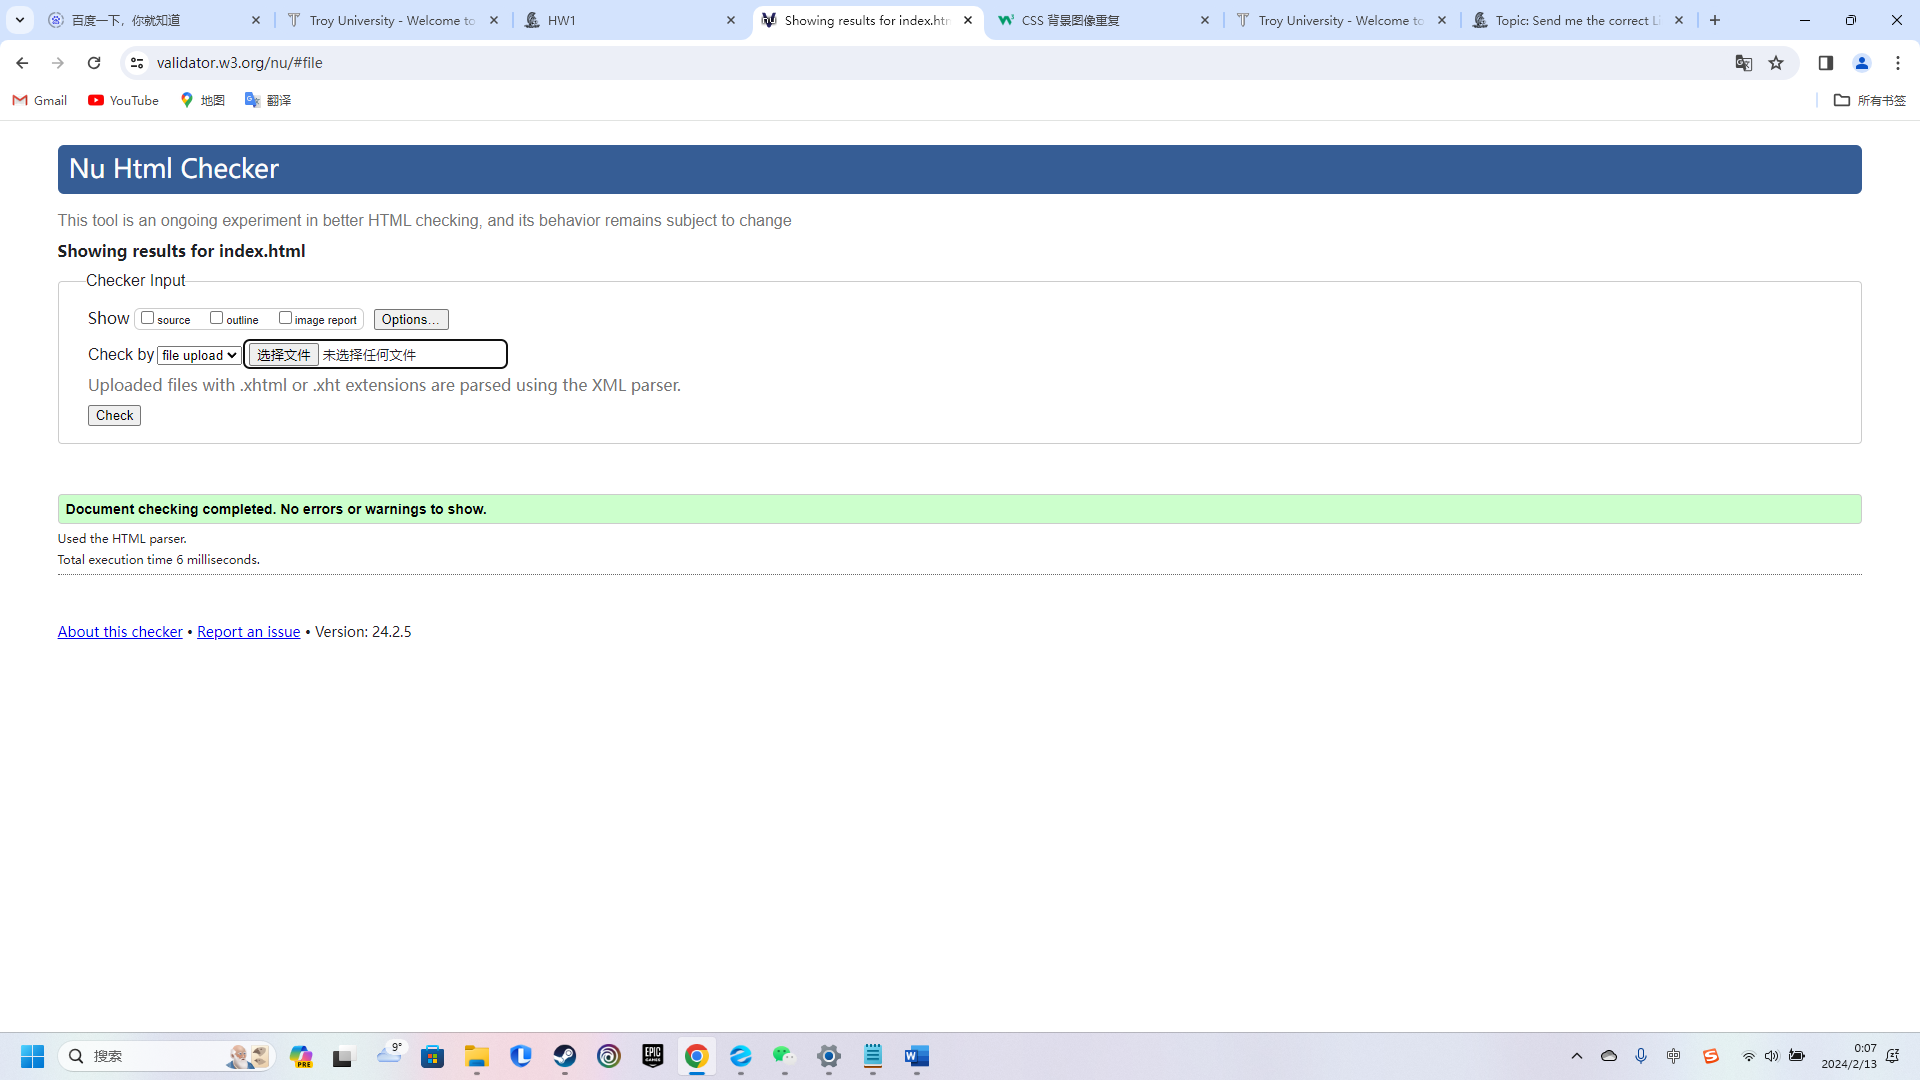 百度一下，你就知道
Troy University - Welcome to
HW1
Showing results for index.htm
CSS 背景图像重复
Troy University - Welcome to
Topic: Send me the correct Li
validator.w3.org/nu/#file
Gmail
YouTube
地图
翻译
所有书签
Nu Html Checker
This tool is an ongoing experiment in better HTML checking, and its behavior remains subject to change
Showing results for index.html
Checker Input
Show source outline image report Options...
Check by file upload 选择文件 未选择任何文件
Uploaded files with .xhtml or .xht extensions are parsed using the XML parser.
Check
Document checking completed. No errors or warnings to show.
Used the HTML parser.
Total execution time 6 milliseconds.
About this checker • Report an issue • Version: 24.2.5
搜索
PRE
9°
EPIC GAMES
W
中
0:07
2024/2/13